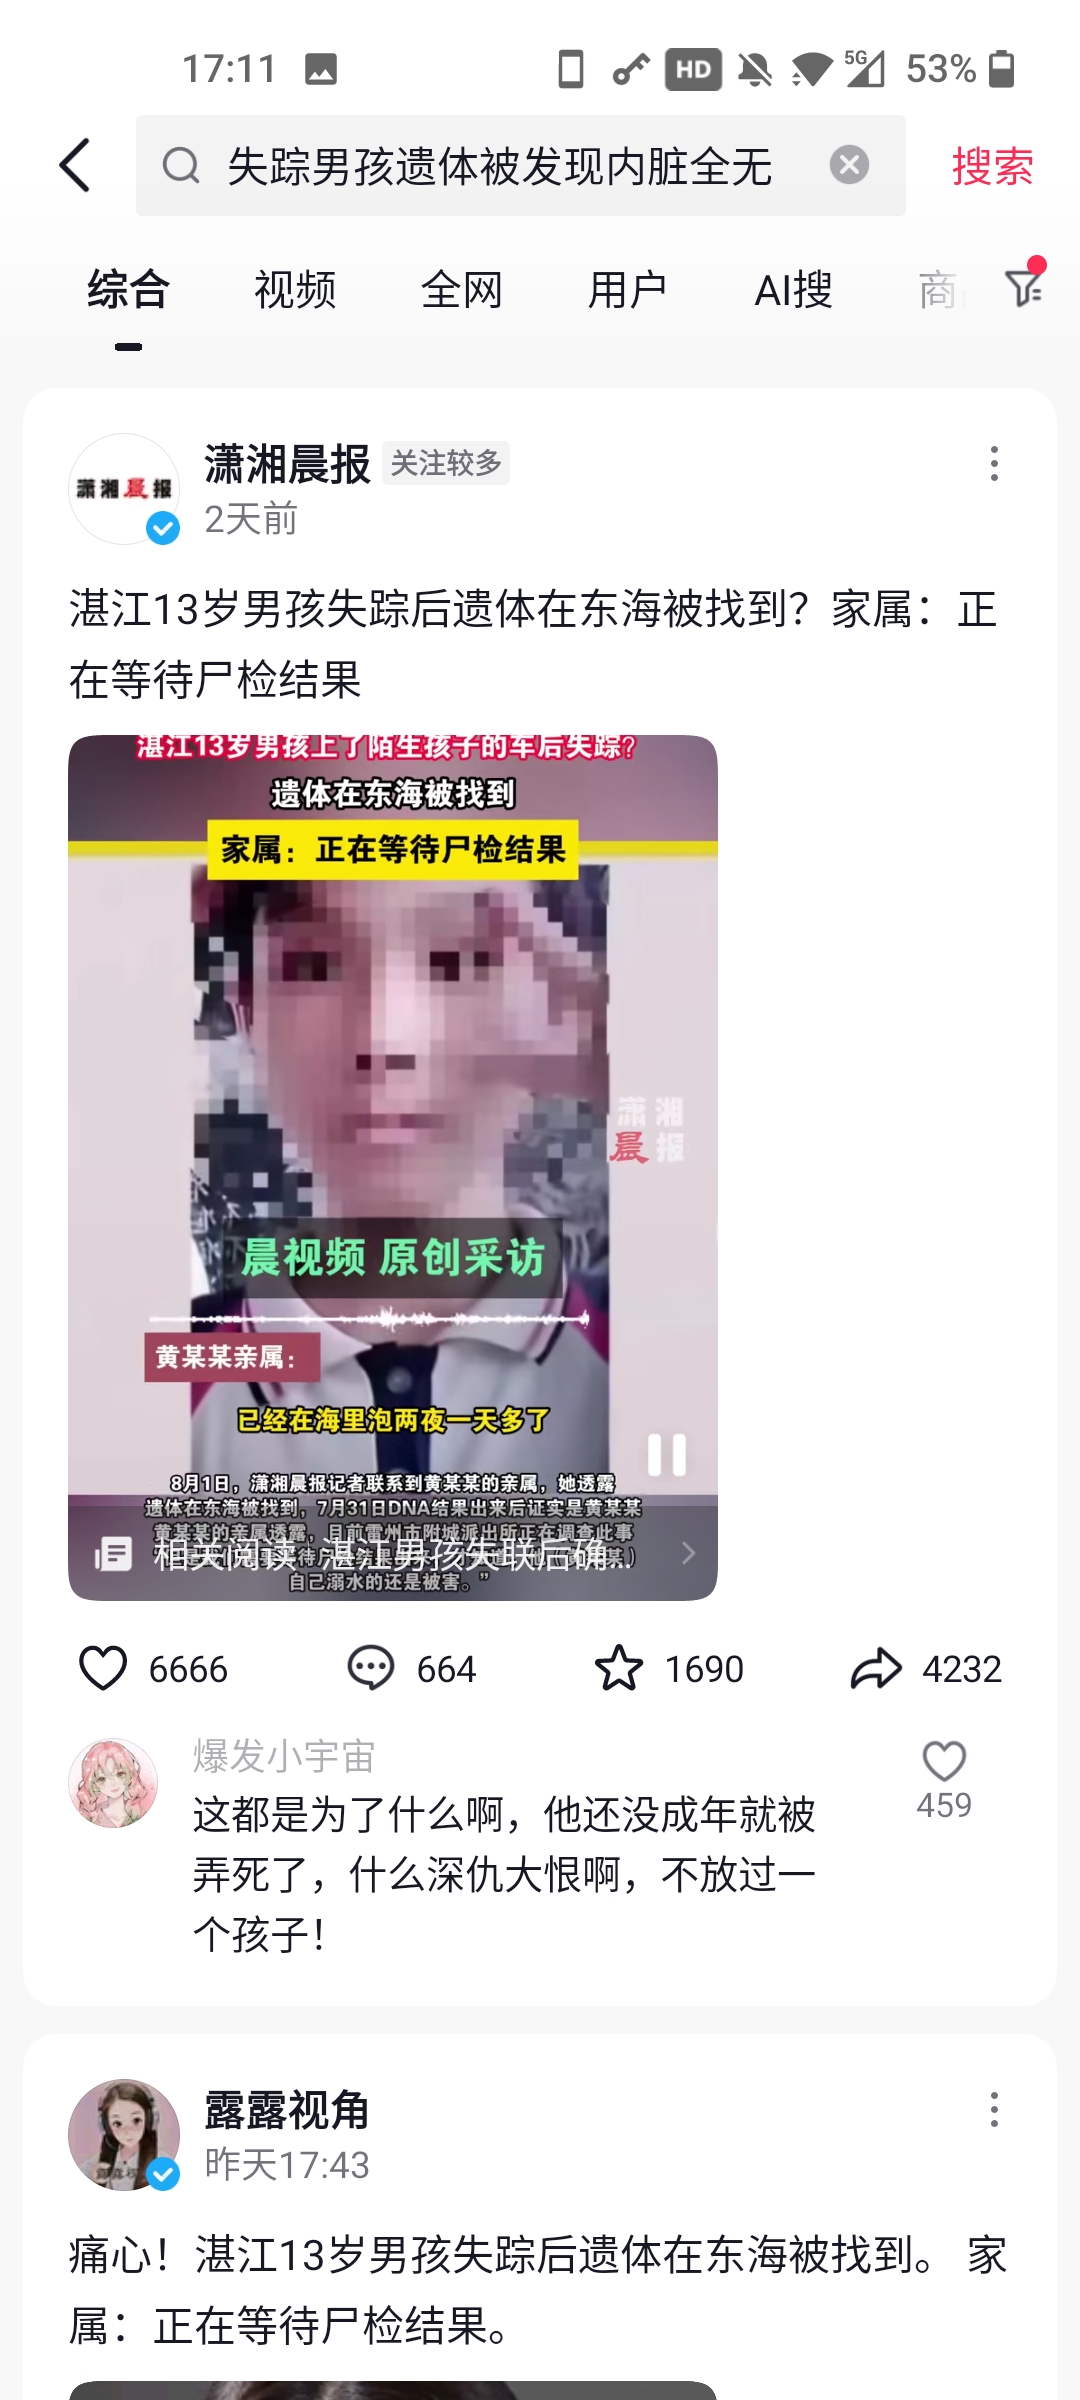 17:11
HD
5G
53%
失踪男孩遗体被发现内脏全无
搜索
综合
视频
全网
用户
AI搜
商
潇湘晨报
潇湘晨报
关注较多
2天前
湛江13岁男孩失踪后遗体在东海被找到?家属:正
在等待尸检结果
湛江13岁男孩上了陌生孩子的车后失踪?
遗体在东海被找到
家属:正在等待尸检结果
潇湘
晨报
晨视频 原创采访
黄某某亲属:
已经在海里泡两夜一天多了
8月1日,潇湘晨报记者联系到黄某某的亲属,她透露
遗体在东海被找到,7月31日DNA结果出来后证实是黄某某
黄某某的亲属透露,目前雷州市附城派出所正在调查此事
相关阅读
湛江男孩失联后确...
自己溺水的还是被害。”
6666
664
1690
4232
爆发小宇宙
这都是为了什么啊,他还没成年就被
弄死了,什么深仇大恨啊,不放过一
个孩子!
459
露露视角
昨天17:43
痛心!湛江13岁男孩失踪后遗体在东海被找到。 家
属:正在等待尸检结果。